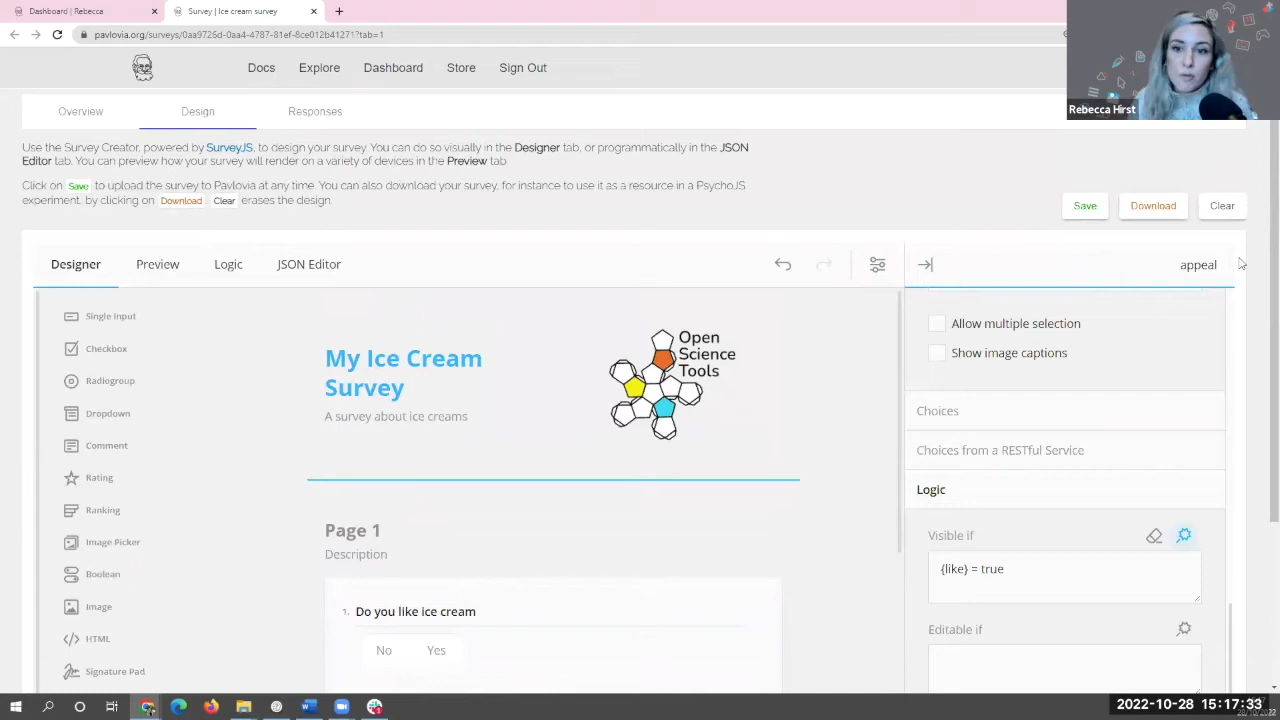 Dashboard | Rebecca
Survey | Ice cream survey
pavlovia.org/surveys/0aa9726d-0aa4-4787-81ef-8ce012b41271?tab=1
Docs
Explore
Dashboard
Store
Sign Out
Rebecca Hirst
Overview
Design
Responses
Use the Survey Creator, powered by SurveyJS, to design your survey. You can do so visually in the Designer tab, or programmatically in the JSON
Editor tab. You can preview how your survey will render on a variety of devices in the Preview tab
Click on Save to upload the survey to Pavlovia at any time. You can also download your survey, for instance to use it as a resource in a PsychoJS
experiment, by clicking on Download Clear erases the design.
Save
Download
Clear
Designer
Preview
Logic
JSON Editor
appeal
Single Input
Checkbox
Radiogroup
Dropdown
Comment
Rating
Ranking
Image Picker
Boolean
Image
HTML
Signature Pad
My Ice Cream
Survey
A survey about ice creams
Open
Science
Tools
Page 1
Description
1. Do you like ice cream
No
Yes
Allow multiple selection
Show image captions
Choices
Choices from a RESTful Service
Logic
Visible if
{like} = true
Editable if
2022-10-28 15:17:33